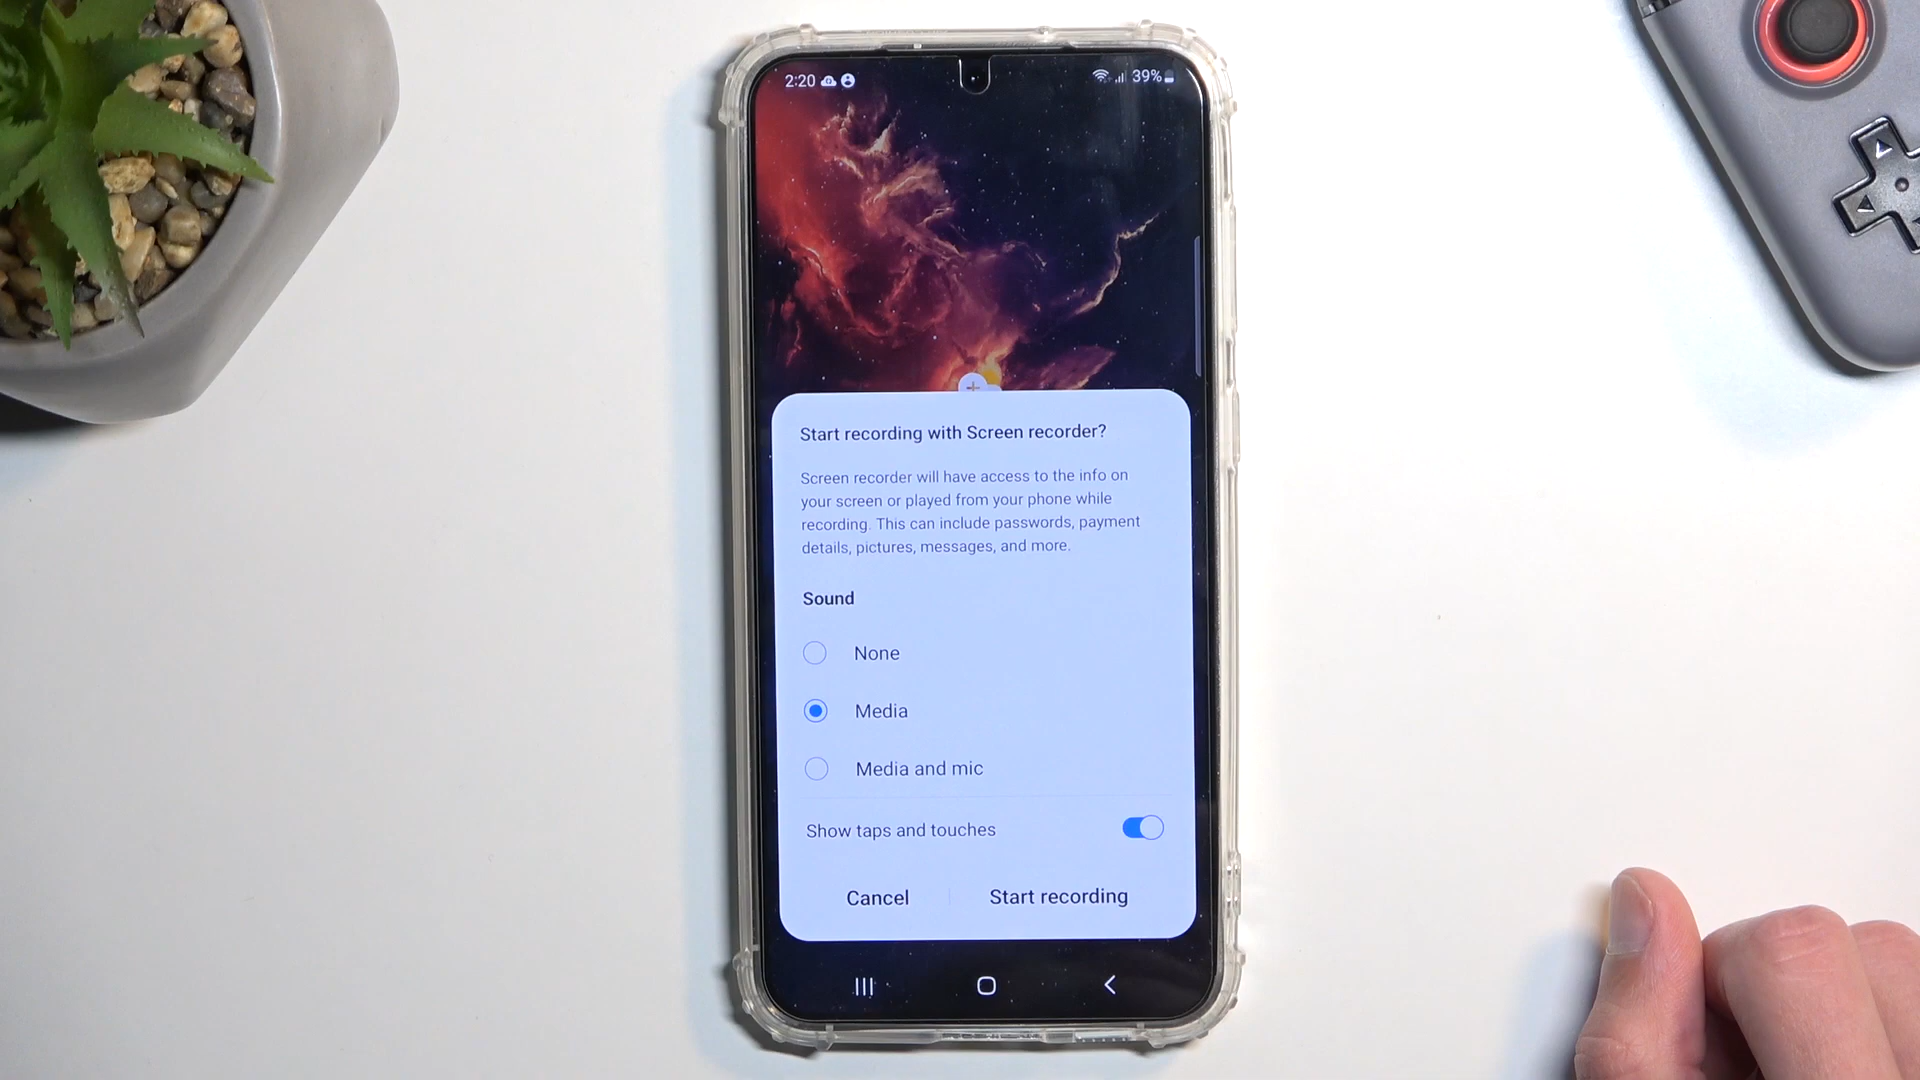 2:20 39%
Start recording with Screen recorder?
Screen recorder will have access to the info on
your screen or played from your phone while
recording. This can include passwords, payment
details, pictures, messages, and more.
Sound
None
Media
Media and mic
Show taps and touches
Cancel Start recording